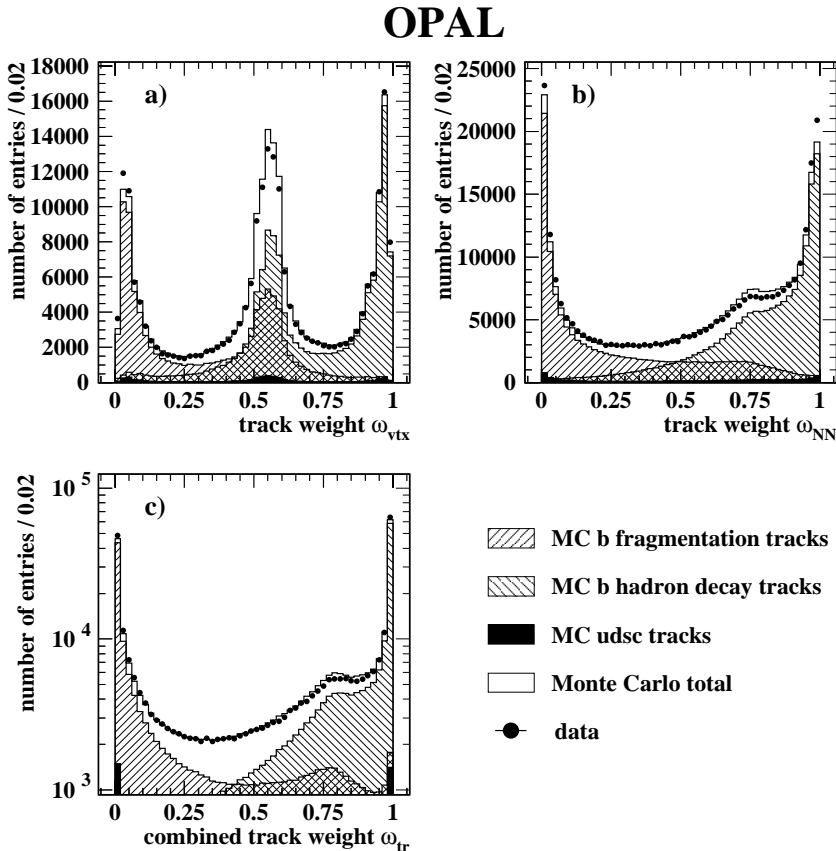 OPAL
a)
number of entries / 0.02
18000
16000
14000
12000
10000
8000
6000
4000
2000
0
0 0.25 0.5 0.75 1
track weight ω_vtx
b)
number of entries / 0.02
25000
20000
15000
10000
5000
0
0 0.25 0.5 0.75 1
track weight ω_NN
c)
number of entries / 0.02
10^5
10^4
10^3
0 0.25 0.5 0.75 1
combined track weight ω_tr
MC b fragmentation tracks
MC b hadron decay tracks
MC udsc tracks
Monte Carlo total
data